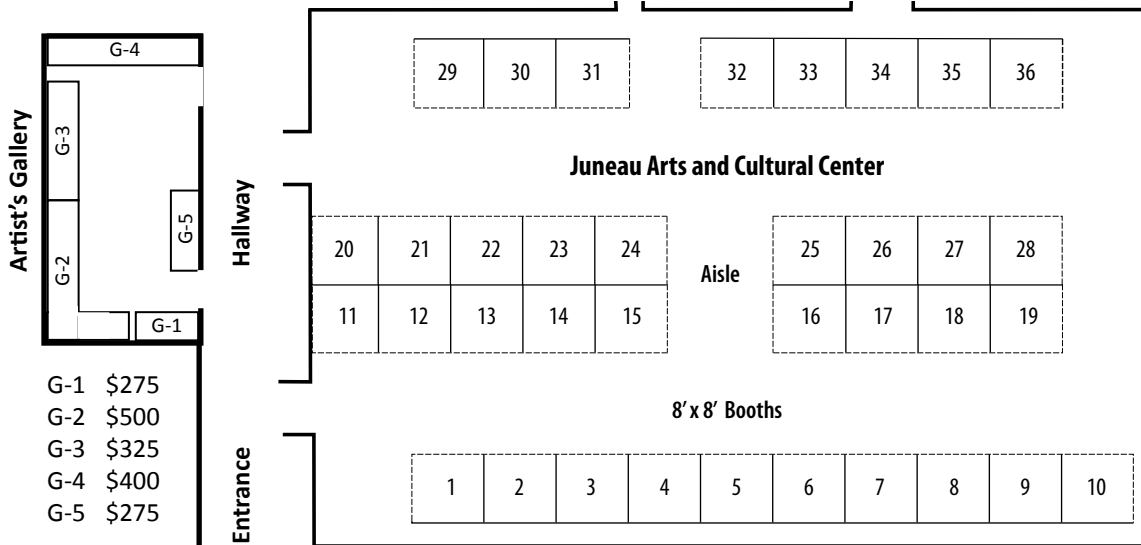 G-4
29 30 31 32 33 34 35 36
G-3
Artist's Gallery
Juneau Arts and Cultural Center
Hallway
G-5
G-2
20 21 22 23 24 25 26 27 28
Aisle
11 12 13 14 15 16 17 18 19
G-1
G-1 $275
G-2 $500
G-3 $325
G-4 $400
G-5 $275
8' x 8' Booths
Entrance
1 2 3 4 5 6 7 8 9 10